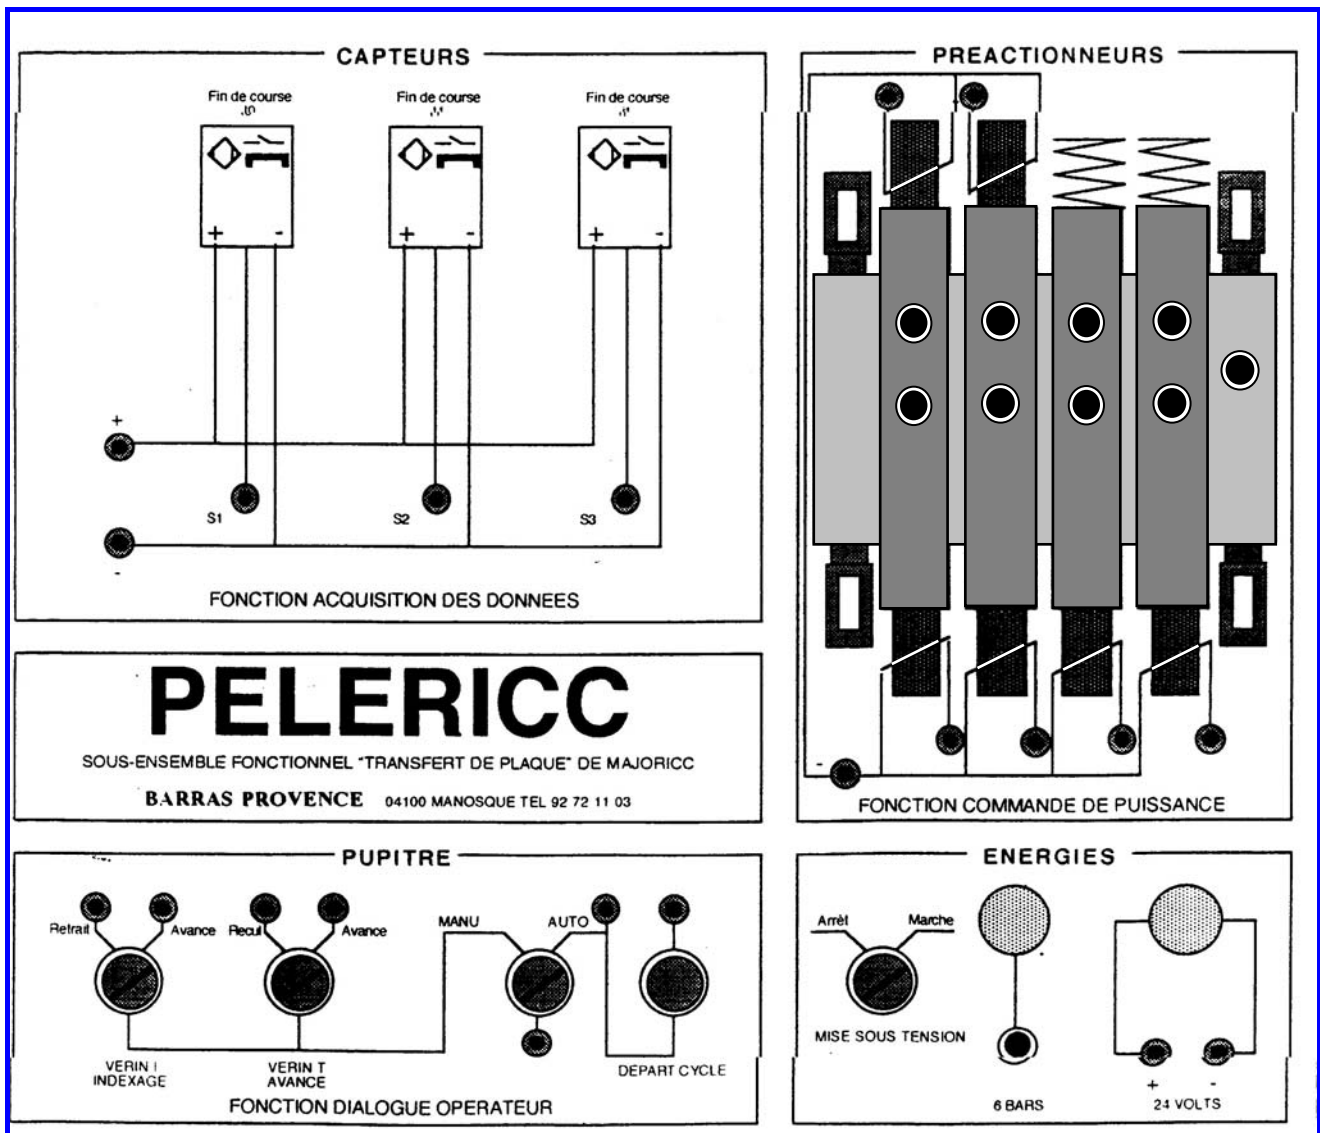 CAPTEURS
Fin de course
Fin de course
Fin de course
+ -
+ -
+ -
+
S1
S2
S3
-
FONCTION ACQUISITION DES DONNEES
PREACTIONNEURS
-
FONCTION COMMANDE DE PUISSANCE
PELERICC
SOUS-ENSEMBLE FONCTIONNEL "TRANSFERT DE PLAQUE" DE MAJORICC
BARRAS PROVENCE 04100 MANOSQUE TEL 92 72 11 03
PUPITRE
Retrait
Avance
Recul
Avance
MANU
AUTO
VERIN I
INDEXAGE
VERIN T
AVANCE
DEPART CYCLE
FONCTION DIALOGUE OPERATEUR
ENERGIES
Arrèt
Marche
MISE SOUS TENSION
6 BARS
+ -
24 VOLTS